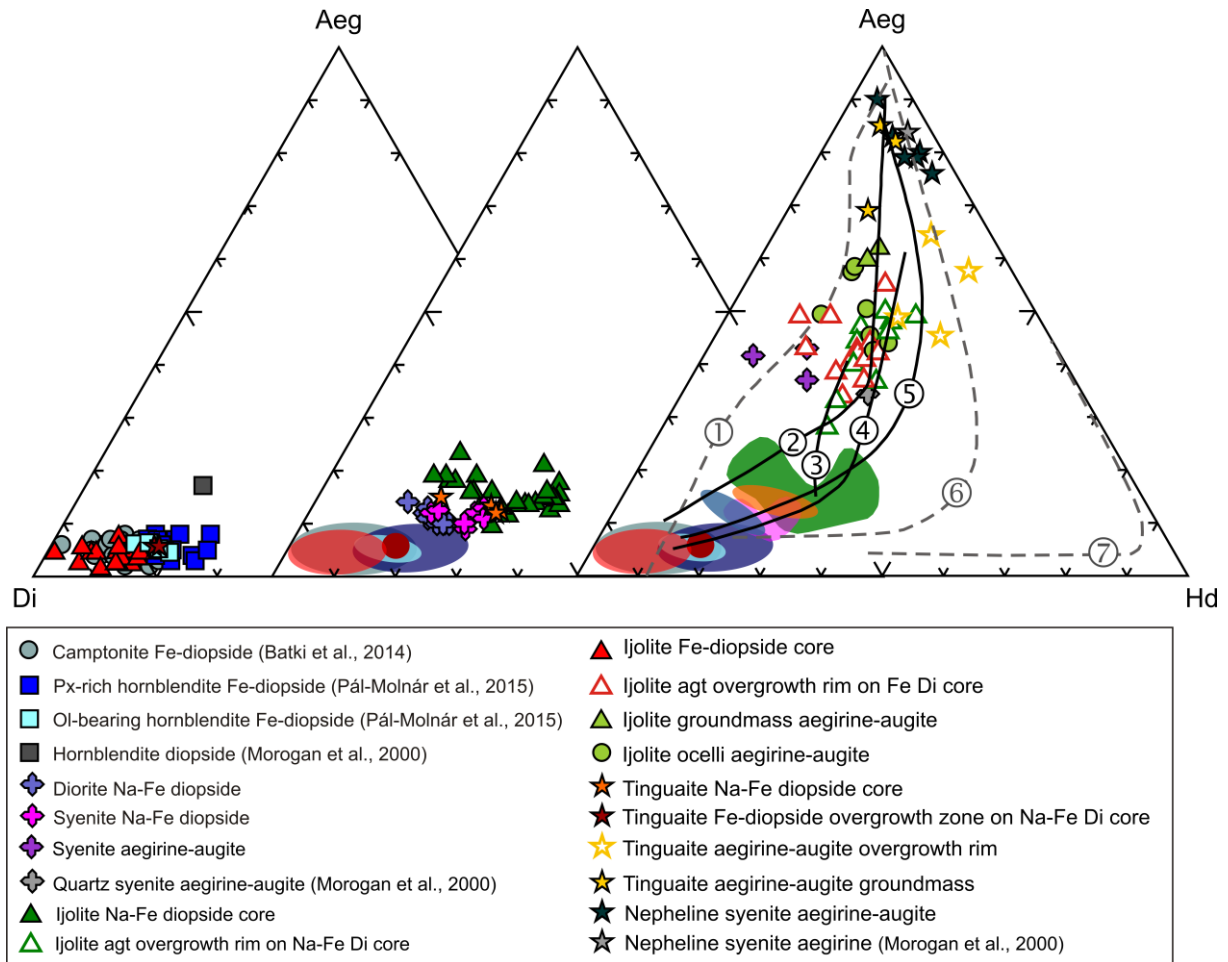 Aeg
Aeg
1
2
3
4
5
6
7
Di
Hd
Camptonite Fe-diopside (Batki et al., 2014)
Px-rich hornblendite Fe-diopside (Pál-Molnár et al., 2015)
Ol-bearing hornblendite Fe-diopside (Pál-Molnár et al., 2015)
Hornblendite diopside (Morogan et al., 2000)
Diorite Na-Fe diopside
Syenite Na-Fe diopside
Syenite aegirine-augite
Quartz syenite aegirine-augite (Morogan et al., 2000)
Ijolite Na-Fe diopside core
Ijolite agt overgrowth rim on Na-Fe Di core
Ijolite Fe-diopside core
Ijolite agt overgrowth rim on Fe Di core
Ijolite groundmass aegirine-augite
Ijolite ocelli aegirine-augite
Tinguaite Na-Fe diopside core
Tinguaite Fe-diopside overgrowth zone on Na-Fe Di core
Tinguaite aegirine-augite overgrowth rim
Tinguaite aegirine-augite groundmass
Nepheline syenite aegirine-augite
Nepheline syenite aegirine (Morogan et al., 2000)